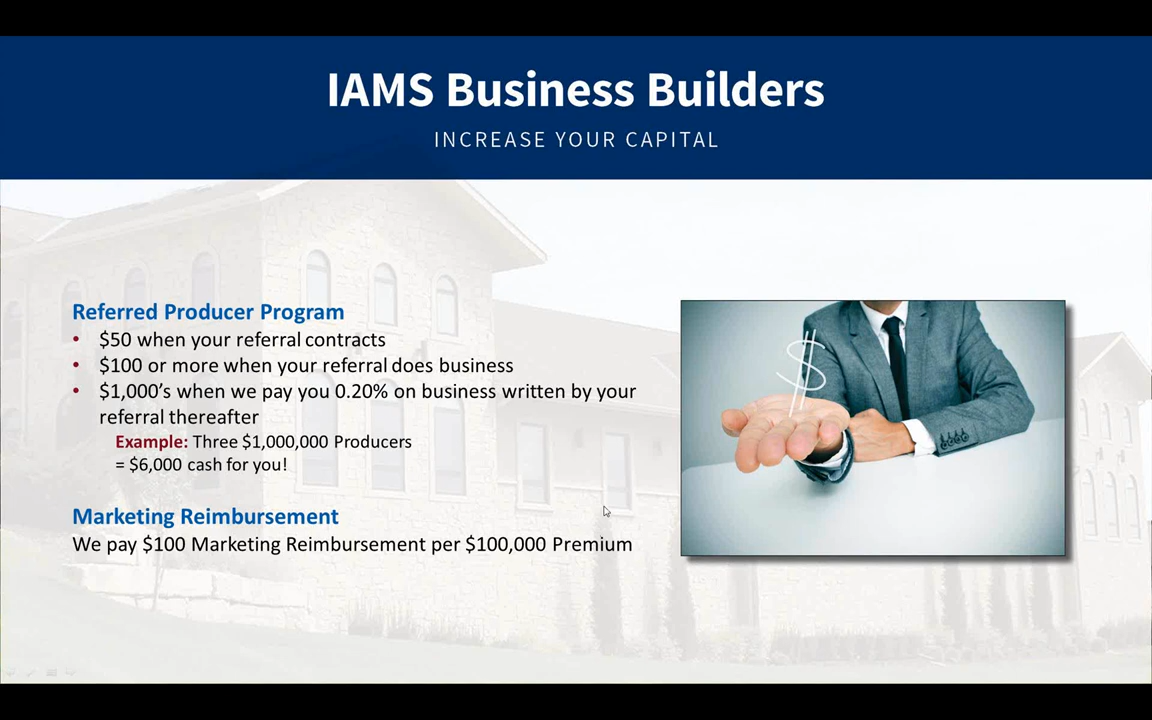 IAMS Business Builders
INCREASE YOUR CAPITAL
Referred Producer Program
• $50 when your referral contracts
• $100 or more when your referral does business
• $1,000’s when we pay you 0.20% on business written by your
referral thereafter
Example: Three $1,000,000 Producers
= $6,000 cash for you!
Marketing Reimbursement
We pay $100 Marketing Reimbursement per $100,000 Premium
$